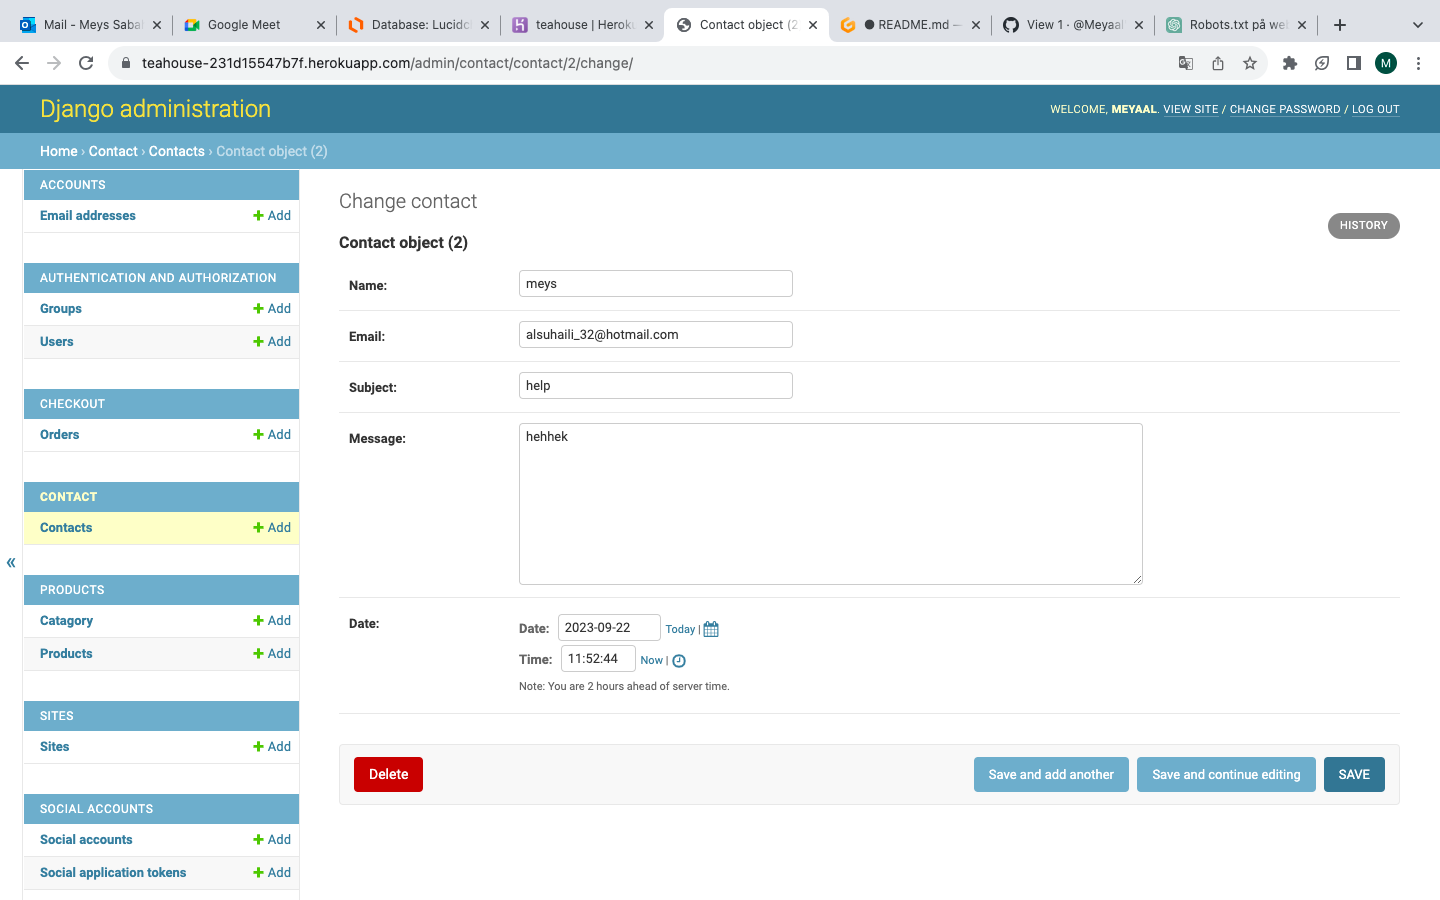 Mail - Meys Saba
Google Meet
Database: Lucidc
teahouse | Heroku
Contact object (2
README.md —
View 1 · @Meyaal
Robots.txt på we
teahouse-231d15547b7f.herokuapp.com/admin/contact/contact/2/change/
M
Django administration
WELCOME, MEYAAL. VIEW SITE / CHANGE PASSWORD / LOG OUT
Home › Contact › Contacts › Contact object (2)
ACCOUNTS
Email addresses + Add
AUTHENTICATION AND AUTHORIZATION
Groups + Add
Users + Add
CHECKOUT
Orders + Add
CONTACT
Contacts + Add
«
PRODUCTS
Catagory + Add
Products + Add
SITES
Sites + Add
SOCIAL ACCOUNTS
Social accounts + Add
Social application tokens + Add
Change contact
HISTORY
Contact object (2)
Name: meys
Email: alsuhaili_32@hotmail.com
Subject: help
Message: hehhek
Date: Date: 2023-09-22 Today |
Time: 11:52:44 Now |
Note: You are 2 hours ahead of server time.
Delete
Save and add another
Save and continue editing
SAVE